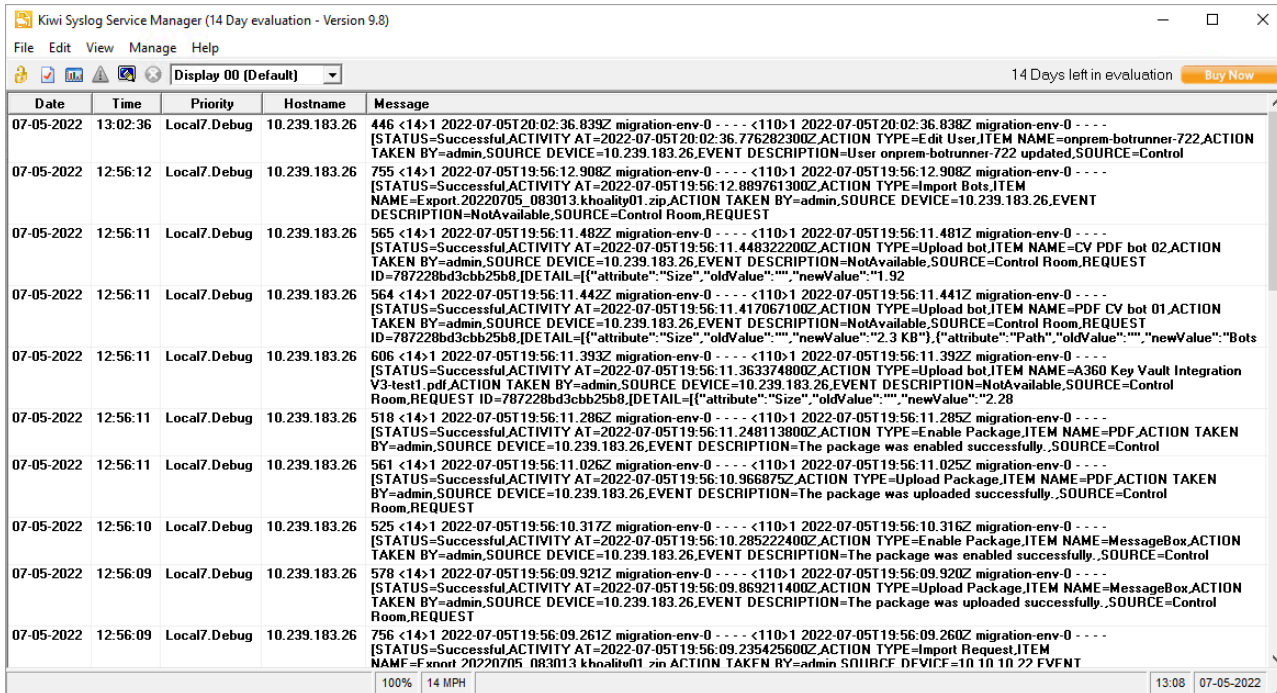 Kiwi Syslog Service Manager (14 Day evaluation - Version 9.8)
File Edit View Manage Help
Display 00 (Default) 14 Days left in evaluation Buy Now
Date Time Priority Hostname Message
07-05-2022 13:02:36 Local7.Debug 10.239.183.26 446 <14>1 2022-07-05T20:02:36.839Z migration-env-0 - - - - <110>1 2022-07-05T20:02:36.838Z migration-env-0 - - - -
[STATUS=Successful,ACTIVITY AT=2022-07-05T20:02:36.776282300Z,ACTION TYPE=Edit User,ITEM NAME=onprem-botrunner-722,ACTION
TAKEN BY=admin,SOURCE DEVICE=10.239.183.26,EVENT DESCRIPTION=User onprem-botrunner-722 updated,SOURCE=Control
07-05-2022 12:56:12 Local7.Debug 10.239.183.26 755 <14>1 2022-07-05T19:56:12.908Z migration-env-0 - - - - <110>1 2022-07-05T19:56:12.908Z migration-env-0 - - - -
[STATUS=Successful,ACTIVITY AT=2022-07-05T19:56:12.889761300Z,ACTION TYPE=Import Bots,ITEM
NAME=Export.20220705_083013.khoality01.zip,ACTION TAKEN BY=admin,SOURCE DEVICE=10.239.183.26,EVENT
DESCRIPTION=NotAvailable,SOURCE=Control Room,REQUEST
07-05-2022 12:56:11 Local7.Debug 10.239.183.26 565 <14>1 2022-07-05T19:56:11.482Z migration-env-0 - - - - <110>1 2022-07-05T19:56:11.481Z migration-env-0 - - - -
[STATUS=Successful,ACTIVITY AT=2022-07-05T19:56:11.448322200Z,ACTION TYPE=Upload bot,ITEM NAME=CV PDF bot 02,ACTION
TAKEN BY=admin,SOURCE DEVICE=10.239.183.26,EVENT DESCRIPTION=NotAvailable,SOURCE=Control Room,REQUEST
ID=787228bd3cbb25b8,[DETAIL=[{"attribute":"Size","oldValue":"","newValue":"1.92
07-05-2022 12:56:11 Local7.Debug 10.239.183.26 564 <14>1 2022-07-05T19:56:11.442Z migration-env-0 - - - - <110>1 2022-07-05T19:56:11.441Z migration-env-0 - - - -
[STATUS=Successful,ACTIVITY AT=2022-07-05T19:56:11.417067100Z,ACTION TYPE=Upload bot,ITEM NAME=PDF CV bot 01,ACTION
TAKEN BY=admin,SOURCE DEVICE=10.239.183.26,EVENT DESCRIPTION=NotAvailable,SOURCE=Control Room,REQUEST
ID=787228bd3cbb25b8,[DETAIL=[{"attribute":"Size","oldValue":"","newValue":"2.3 KB"},{"attribute":"Path","oldValue":"","newValue":"Bots
07-05-2022 12:56:11 Local7.Debug 10.239.183.26 606 <14>1 2022-07-05T19:56:11.393Z migration-env-0 - - - - <110>1 2022-07-05T19:56:11.392Z migration-env-0 - - - -
[STATUS=Successful,ACTIVITY AT=2022-07-05T19:56:11.363374800Z,ACTION TYPE=Upload bot,ITEM NAME=A360 Key Vault Integration
V3-test1.pdf,ACTION TAKEN BY=admin,SOURCE DEVICE=10.239.183.26,EVENT DESCRIPTION=NotAvailable,SOURCE=Control
Room,REQUEST ID=787228bd3cbb25b8,[DETAIL=[{"attribute":"Size","oldValue":"","newValue":"2.28
07-05-2022 12:56:11 Local7.Debug 10.239.183.26 518 <14>1 2022-07-05T19:56:11.286Z migration-env-0 - - - - <110>1 2022-07-05T19:56:11.285Z migration-env-0 - - - -
[STATUS=Successful,ACTIVITY AT=2022-07-05T19:56:11.248113800Z,ACTION TYPE=Enable Package,ITEM NAME=PDF,ACTION TAKEN
BY=admin,SOURCE DEVICE=10.239.183.26,EVENT DESCRIPTION=The package was enabled successfully.,SOURCE=Control
07-05-2022 12:56:11 Local7.Debug 10.239.183.26 561 <14>1 2022-07-05T19:56:11.026Z migration-env-0 - - - - <110>1 2022-07-05T19:56:11.025Z migration-env-0 - - - -
[STATUS=Successful,ACTIVITY AT=2022-07-05T19:56:10.966875Z,ACTION TYPE=Upload Package,ITEM NAME=PDF,ACTION TAKEN
BY=admin,SOURCE DEVICE=10.239.183.26,EVENT DESCRIPTION=The package was uploaded successfully.,SOURCE=Control
Room,REQUEST
07-05-2022 12:56:10 Local7.Debug 10.239.183.26 525 <14>1 2022-07-05T19:56:10.317Z migration-env-0 - - - - <110>1 2022-07-05T19:56:10.316Z migration-env-0 - - - -
[STATUS=Successful,ACTIVITY AT=2022-07-05T19:56:10.285222400Z,ACTION TYPE=Enable Package,ITEM NAME=MessageBox,ACTION
TAKEN BY=admin,SOURCE DEVICE=10.239.183.26,EVENT DESCRIPTION=The package was enabled successfully.,SOURCE=Control
07-05-2022 12:56:09 Local7.Debug 10.239.183.26 578 <14>1 2022-07-05T19:56:09.921Z migration-env-0 - - - - <110>1 2022-07-05T19:56:09.920Z migration-env-0 - - - -
[STATUS=Successful,ACTIVITY AT=2022-07-05T19:56:09.869211400Z,ACTION TYPE=Upload Package,ITEM NAME=MessageBox,ACTION
TAKEN BY=admin,SOURCE DEVICE=10.239.183.26,EVENT DESCRIPTION=The package was uploaded successfully.,SOURCE=Control
Room,REQUEST
07-05-2022 12:56:09 Local7.Debug 10.239.183.26 756 <14>1 2022-07-05T19:56:09.261Z migration-env-0 - - - - <110>1 2022-07-05T19:56:09.260Z migration-env-0 - - - -
[STATUS=Successful,ACTIVITY AT=2022-07-05T19:56:09.235425600Z,ACTION TYPE=Import Request,ITEM
NAME=Export.20220705_083013.khoality01.zip,ACTION TAKEN BY=admin,SOURCE DEVICE=10.10.10.22,EVENT
100% 14 MPH 13:08 07-05-2022